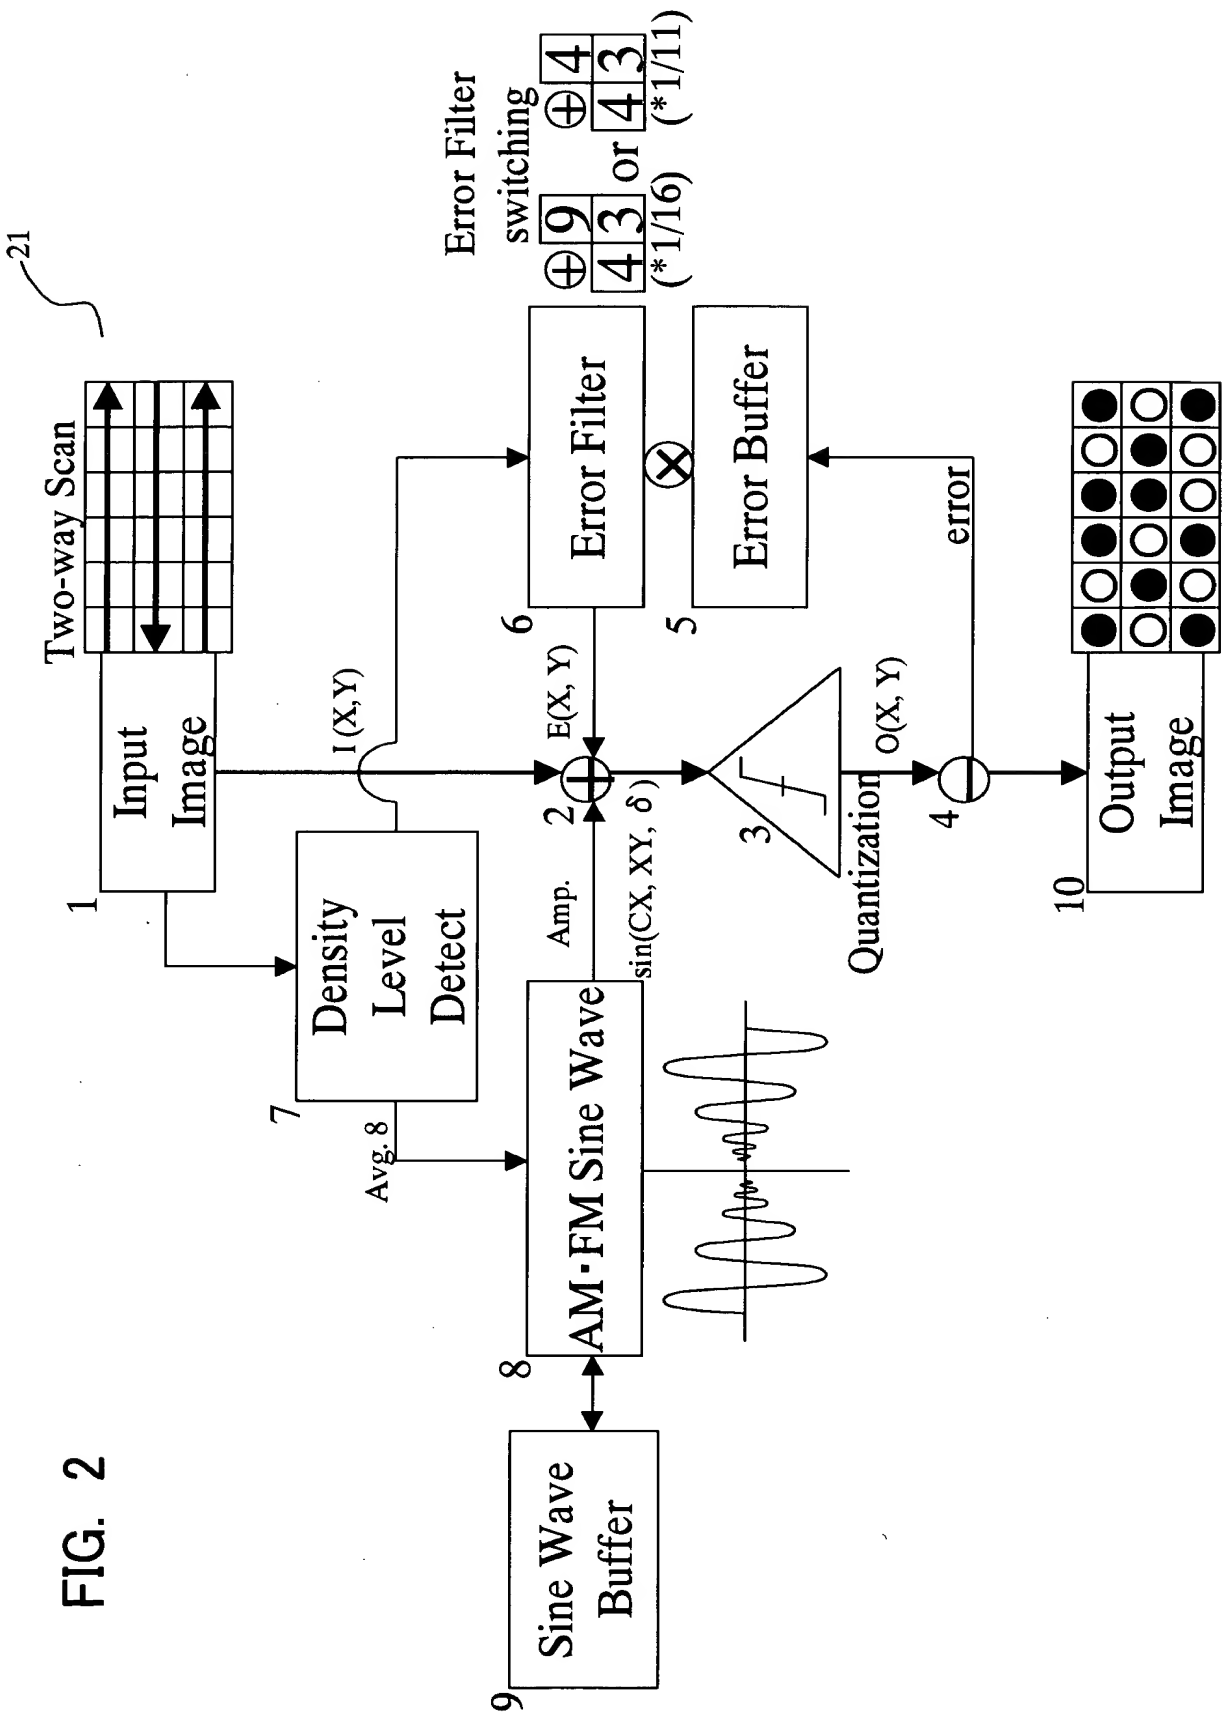 FIG. 2
21
Two-way Scan
1
Input
Image
7
Density
Level
Detect
I(X,Y)
Avg. 8
Error Filter
switching
⊕ 9
4 3
(*1/16)
or
⊕ 4
4 3
(*1/11)
9
Sine Wave
Buffer
8
AM·FM Sine Wave
Amp.
sin(CX, XY, δ)
2
E(X, Y)
6
Error Filter
5
Error Buffer
3
Quantization
O(X, Y)
4
error
10
Output
Image